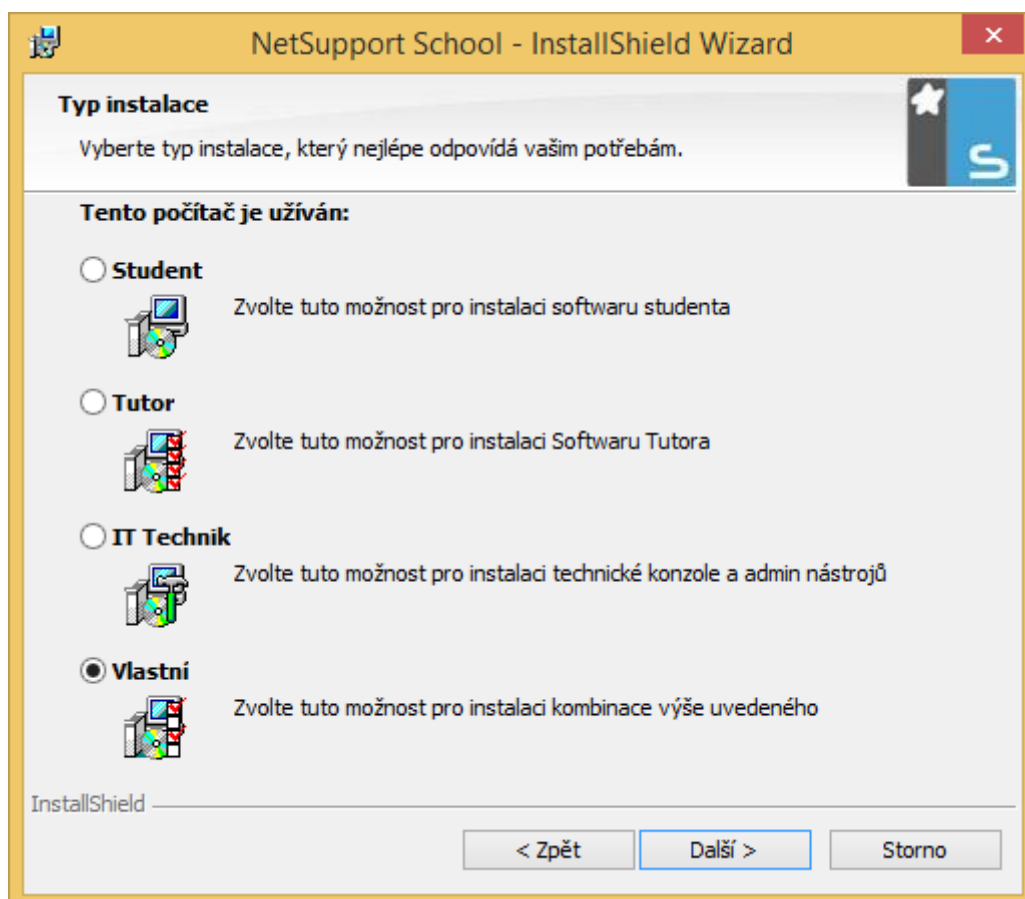 NetSupport School - InstallShield Wizard
Typ instalace
Vyberte typ instalace, který nejlépe odpovídá vašim potřebám.
S
Tento počítač je užíván:
Student
Zvolte tuto možnost pro instalaci softwaru studenta
Tutor
Zvolte tuto možnost pro instalaci Softwaru Tutora
IT Technik
Zvolte tuto možnost pro instalaci technické konzole a admin nástrojů
Vlastní
Zvolte tuto možnost pro instalaci kombinace výše uvedeného
InstallShield
< Zpět
Další >
Storno